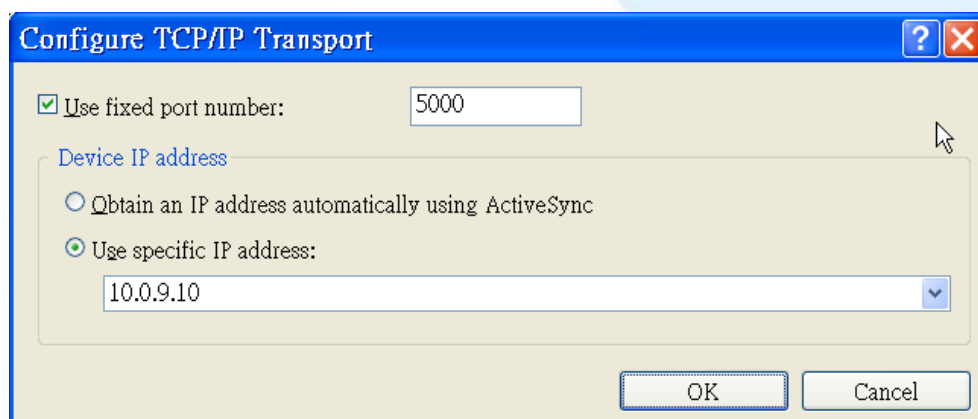 Configure TCP/IP Transport
Use fixed port number: 5000
Device IP address
Obtain an IP address automatically using ActiveSync
Use specific IP address:
10.0.9.10
OK Cancel